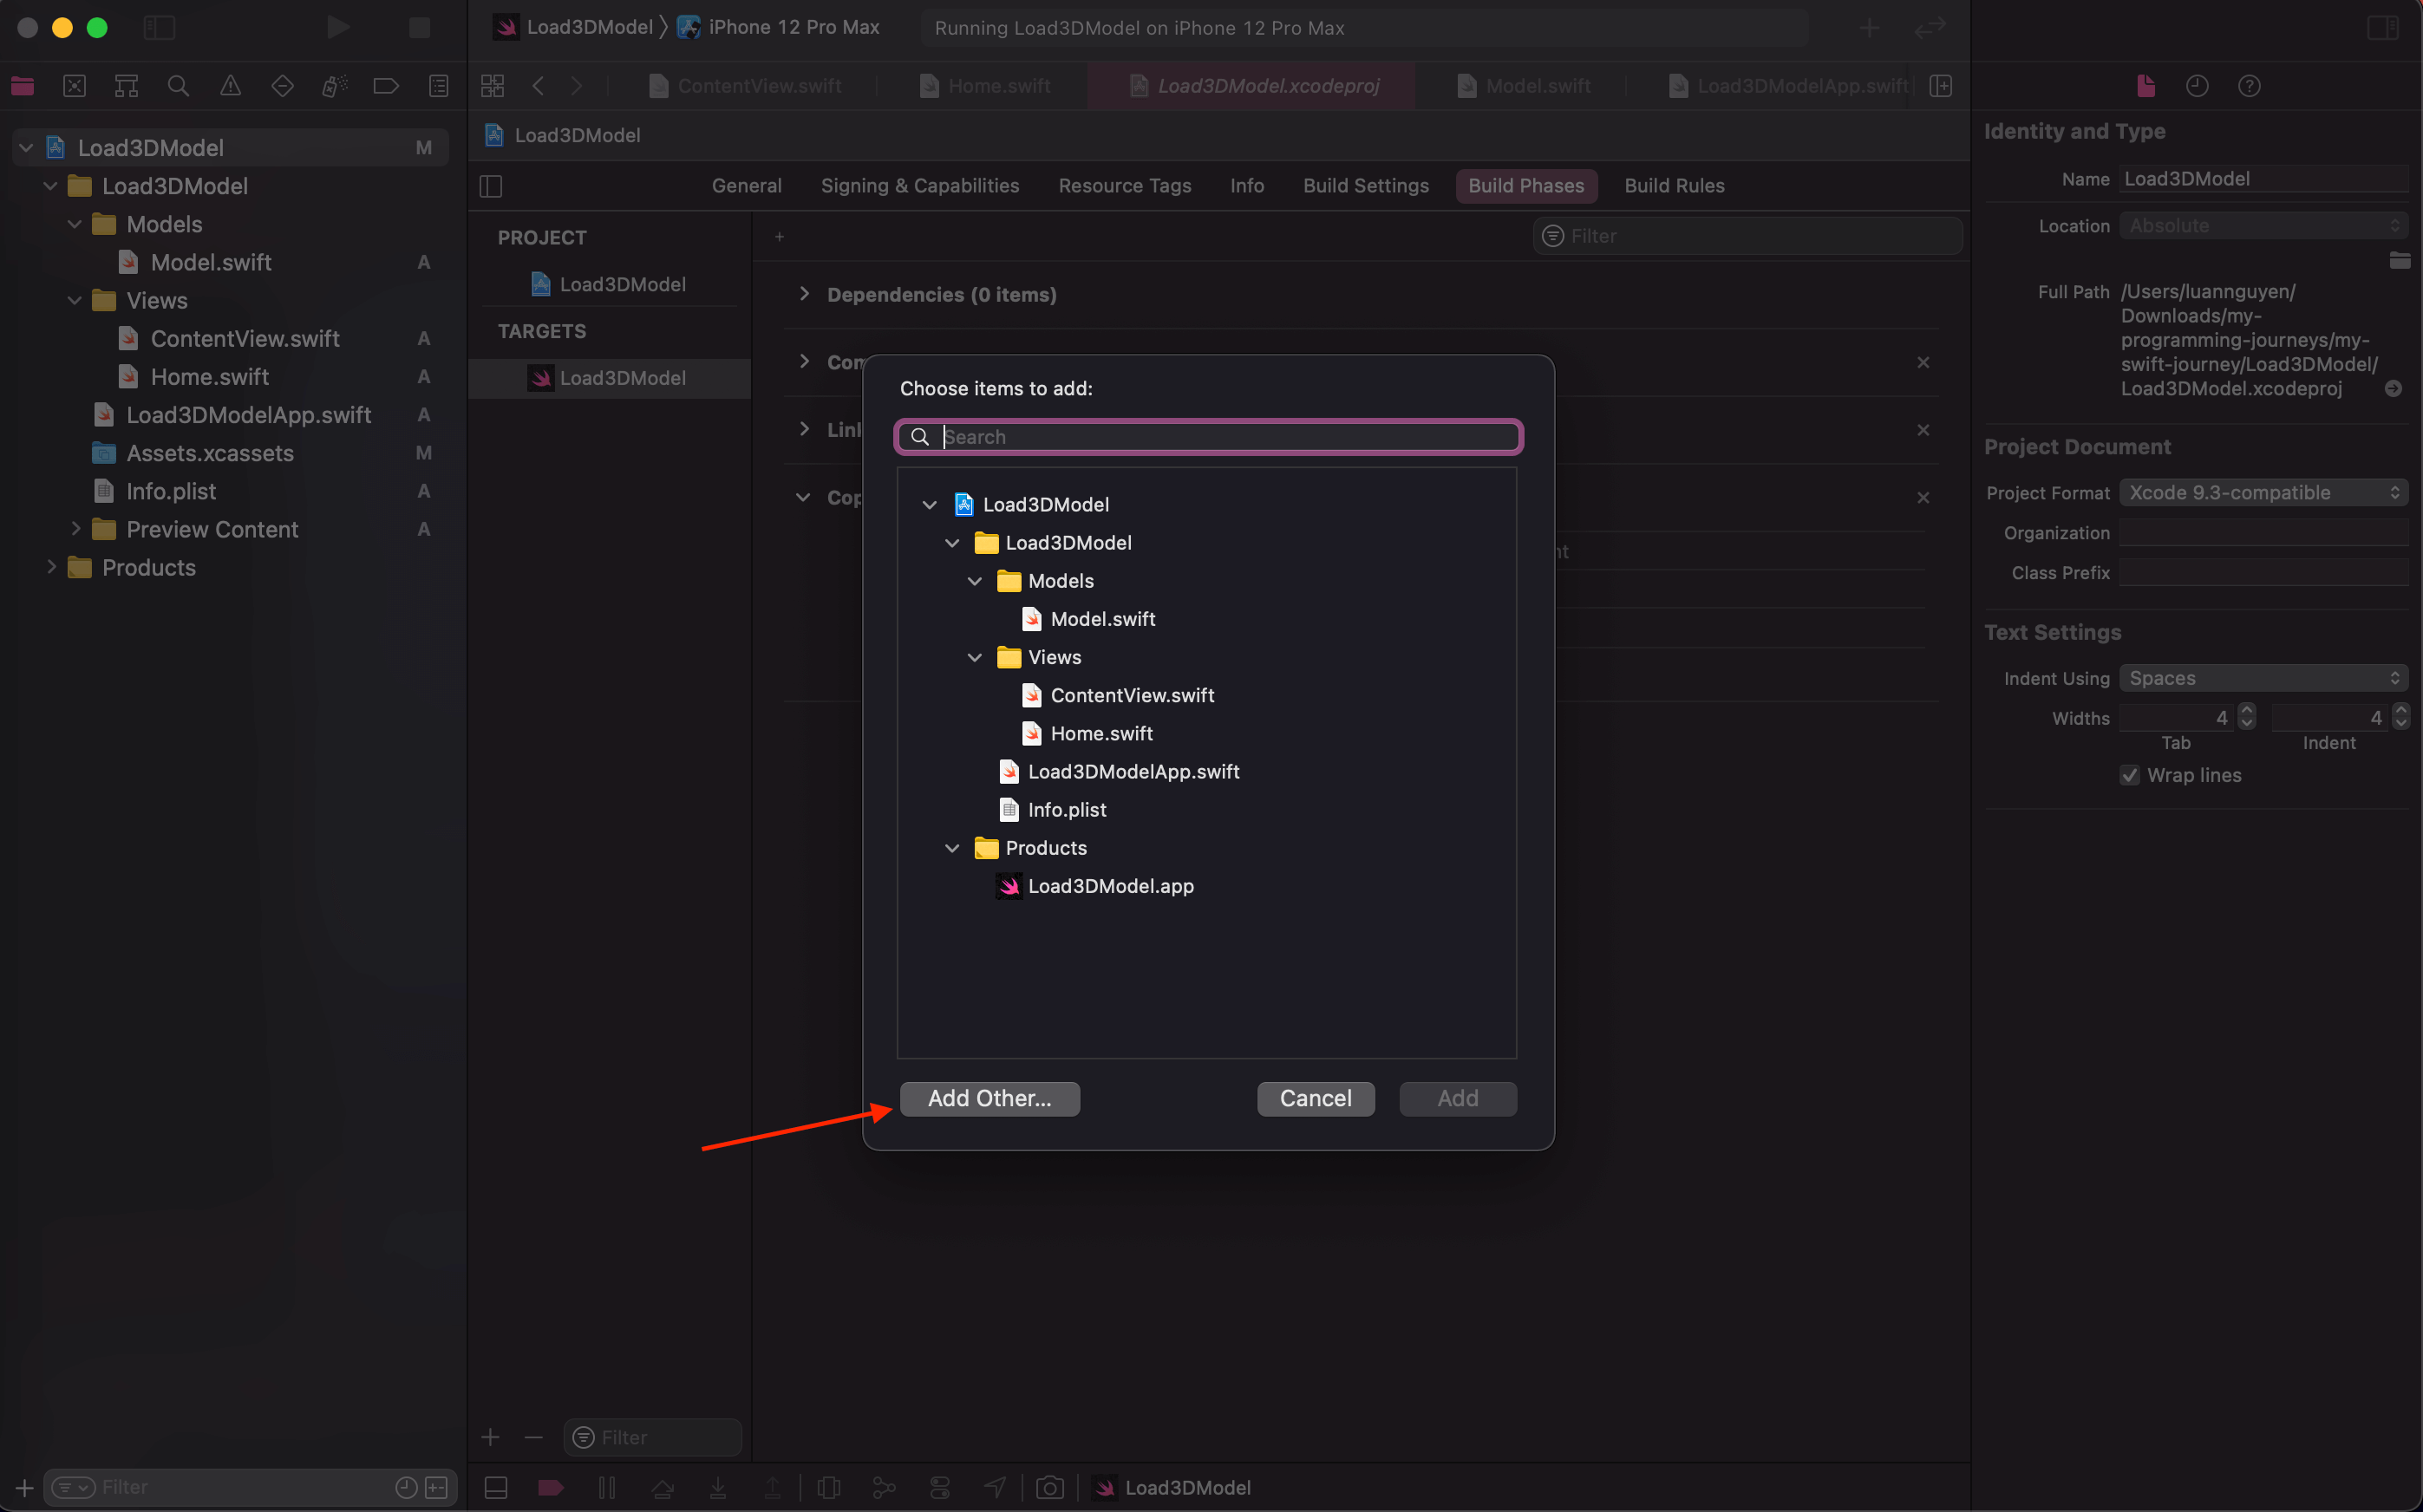 Load3DModel
iPhone 12 Pro Max
Running Load3DModel on iPhone 12 Pro Max
ContentView.swift
Home.swift
Load3DModel.xcodeproj
Model.swift
Load3DModelApp.swift
Load3DModel M
Load3DModel
Models
Model.swift A
Views
ContentView.swift A
Home.swift A
Load3DModelApp.swift A
Assets.xcassets M
Info.plist A
Preview Content A
Products
Filter
Load3DModel
General
Signing & Capabilities
Resource Tags
Info
Build Settings
Build Phases
Build Rules
PROJECT
Load3DModel
TARGETS
Load3DModel
Filter
Filter
Dependencies (0 items)
Choose items to add:
Search
Load3DModel
Load3DModel
Models
Model.swift
Views
ContentView.swift
Home.swift
Load3DModelApp.swift
Info.plist
Products
Load3DModel.app
Add Other...
Cancel
Add
Load3DModel
Identity and Type
Name Load3DModel
Location Absolute
Full Path /Users/luannguyen/
Downloads/my-
programming-journeys/my-
swift-journey/Load3DModel/
Load3DModel.xcodeproj
Project Document
Project Format Xcode 9.3-compatible
Organization
Class Prefix
Text Settings
Indent Using Spaces
Widths 4 4
Tab Indent
Wrap lines